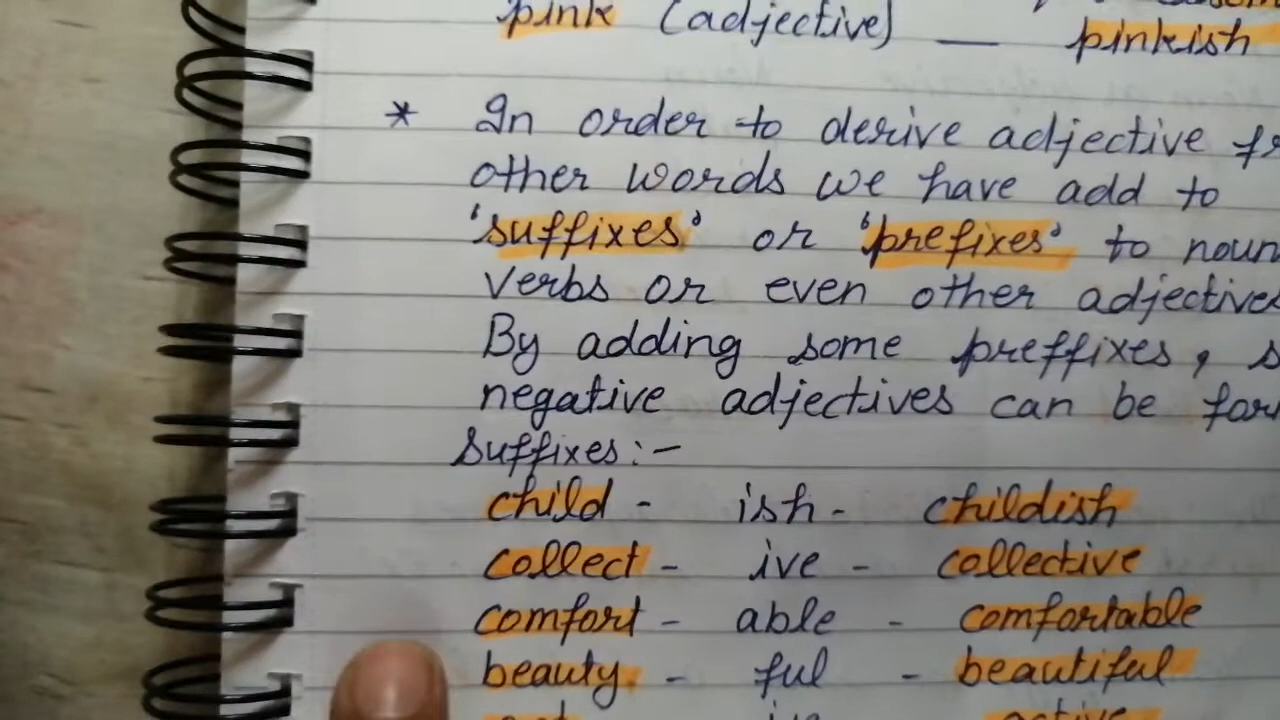 pink (adjective) — pinkish
* In order to derive adjective
other words we have add to
'suffixes' or 'prefixes' to noun
verbs or even other adjectives
By adding some preffixes,
negative adjectives can be
Suffixes:-
child - ish - childish
collect - ive - collective
comfort - able - comfortable
beauty - ful - beautiful